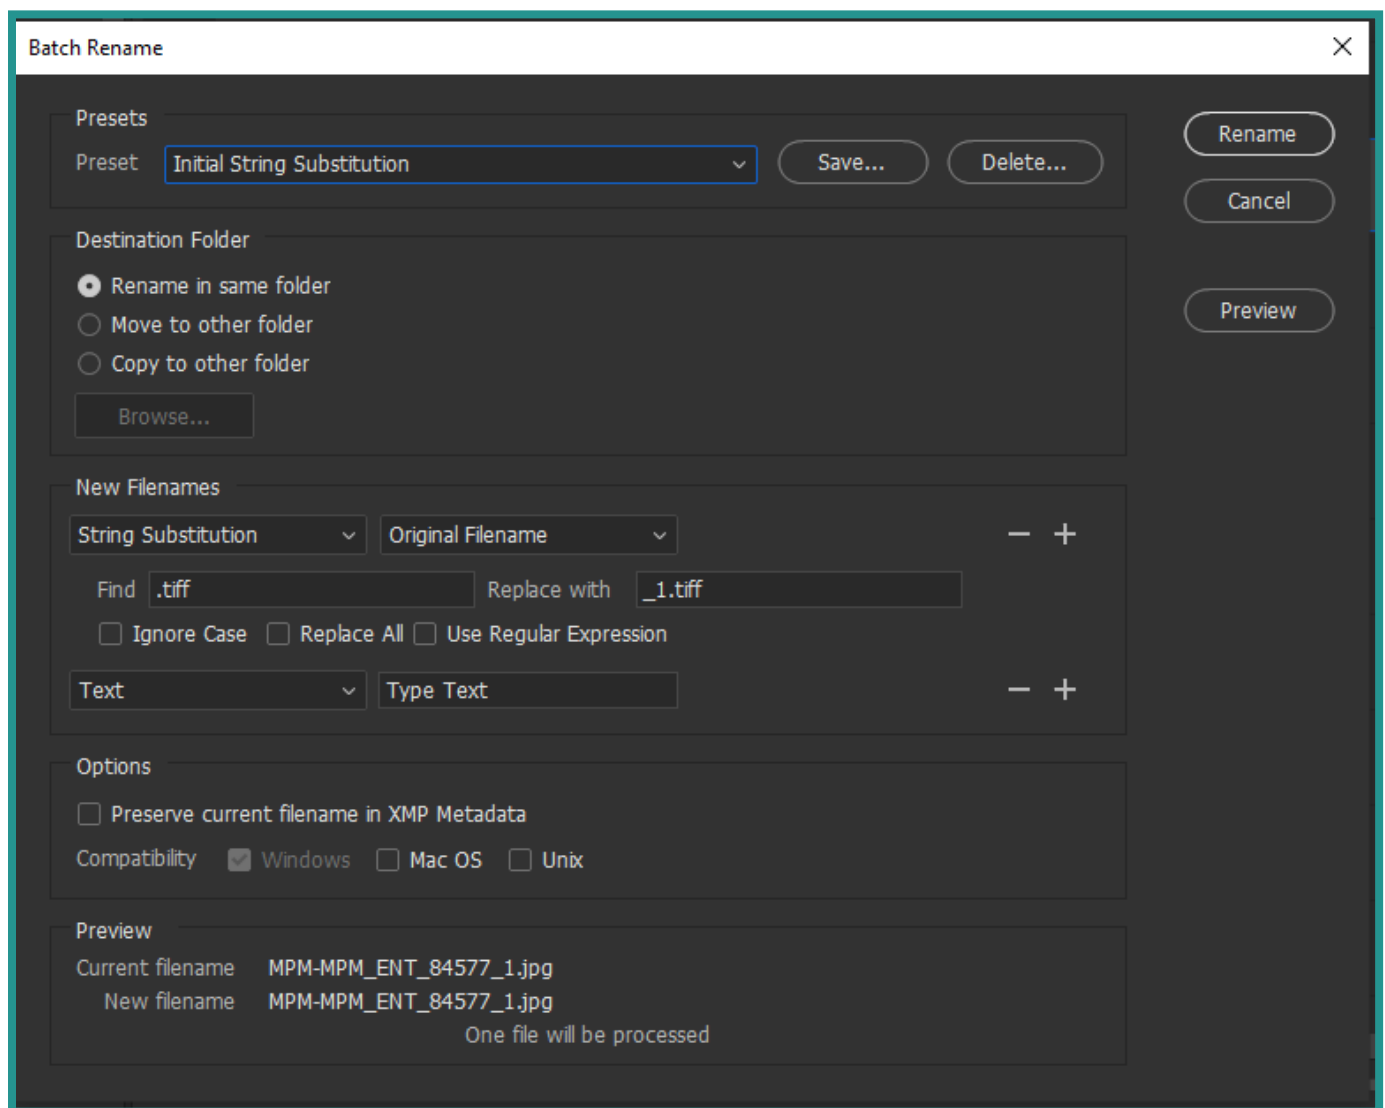 Batch Rename
Presets
Rename
Preset Initial String Substitution Save... Delete...
Cancel
Destination Folder
Rename in same folder
Preview
Move to other folder
Copy to other folder
Browse...
New Filenames
String Substitution Original Filename
Find .tiff Replace with _1.tiff
Ignore Case Replace All Use Regular Expression
Text Type Text
Options
Preserve current filename in XMP Metadata
Compatibility Windows Mac OS Unix
Preview
Current filename MPM-MPM_ENT_84577_1.jpg
New filename MPM-MPM_ENT_84577_1.jpg
One file will be processed